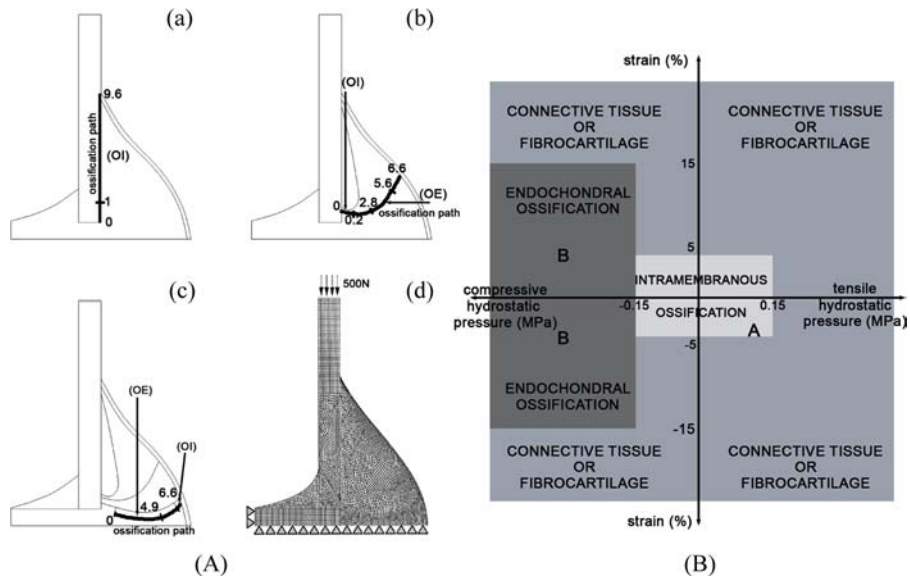 (a)
9.6
ossification path
(OI)
1
0
(b)
(OI)
6.6
5.6
(OE)
0
2.8
0.2
ossification path
(c)
(OE)
(OI)
6.6
4.9
0
ossification path
(d)
500N
(A)
strain (%)
CONNECTIVE TISSUE
OR
FIBROCARTILAGE
CONNECTIVE TISSUE
OR
FIBROCARTILAGE
15
ENDOCHONDRAL
OSSIFICATION
B
5
INTRAMEMBRANOUS
OSSIFICATION
A
compressive
hydrostatic
pressure (MPa)
-0.15
0.15
tensile
hydrostatic
pressure (MPa)
-5
B
ENDOCHONDRAL
OSSIFICATION
-15
CONNECTIVE TISSUE
OR
FIBROCARTILAGE
CONNECTIVE TISSUE
OR
FIBROCARTILAGE
strain (%)
(B)